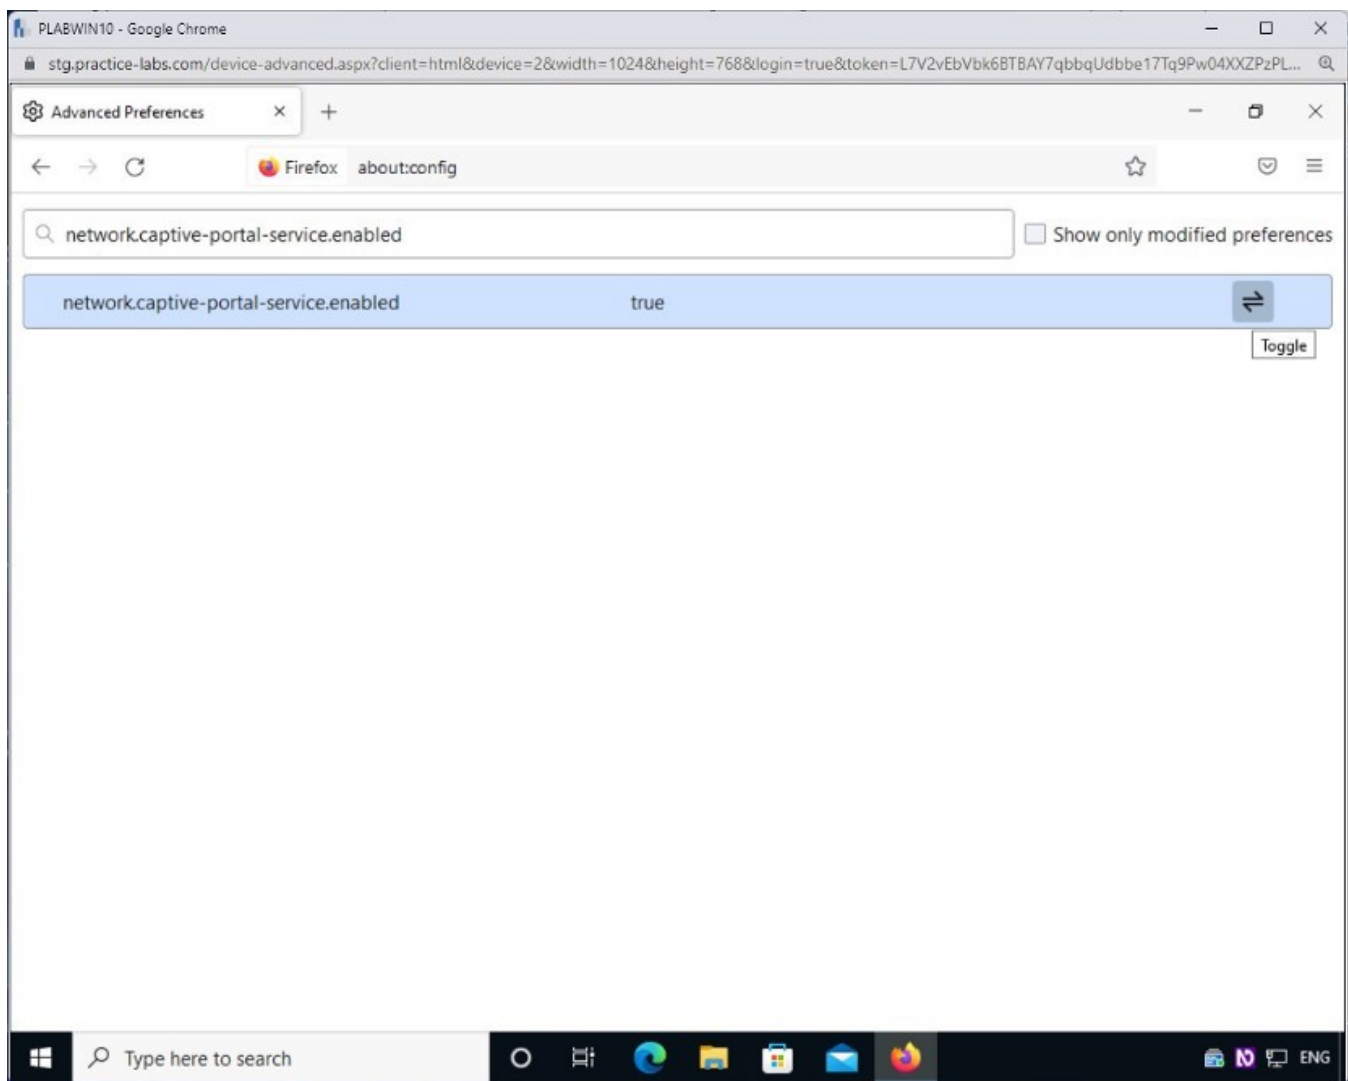 PLABWIN10 - Google Chrome
stg.practice-labs.com/device-advanced.aspx?client=html&device=2&width=1024&height=768&login=true&token=L7V2vEbVbk6BTBAY7qbbqUdbbe17Tq9Pw04XXZPzPL...
Advanced Preferences
Firefox about:config
network.captive-portal-service.enabled
Show only modified preferences
network.captive-portal-service.enabled true
Toggle
Type here to search
ENG